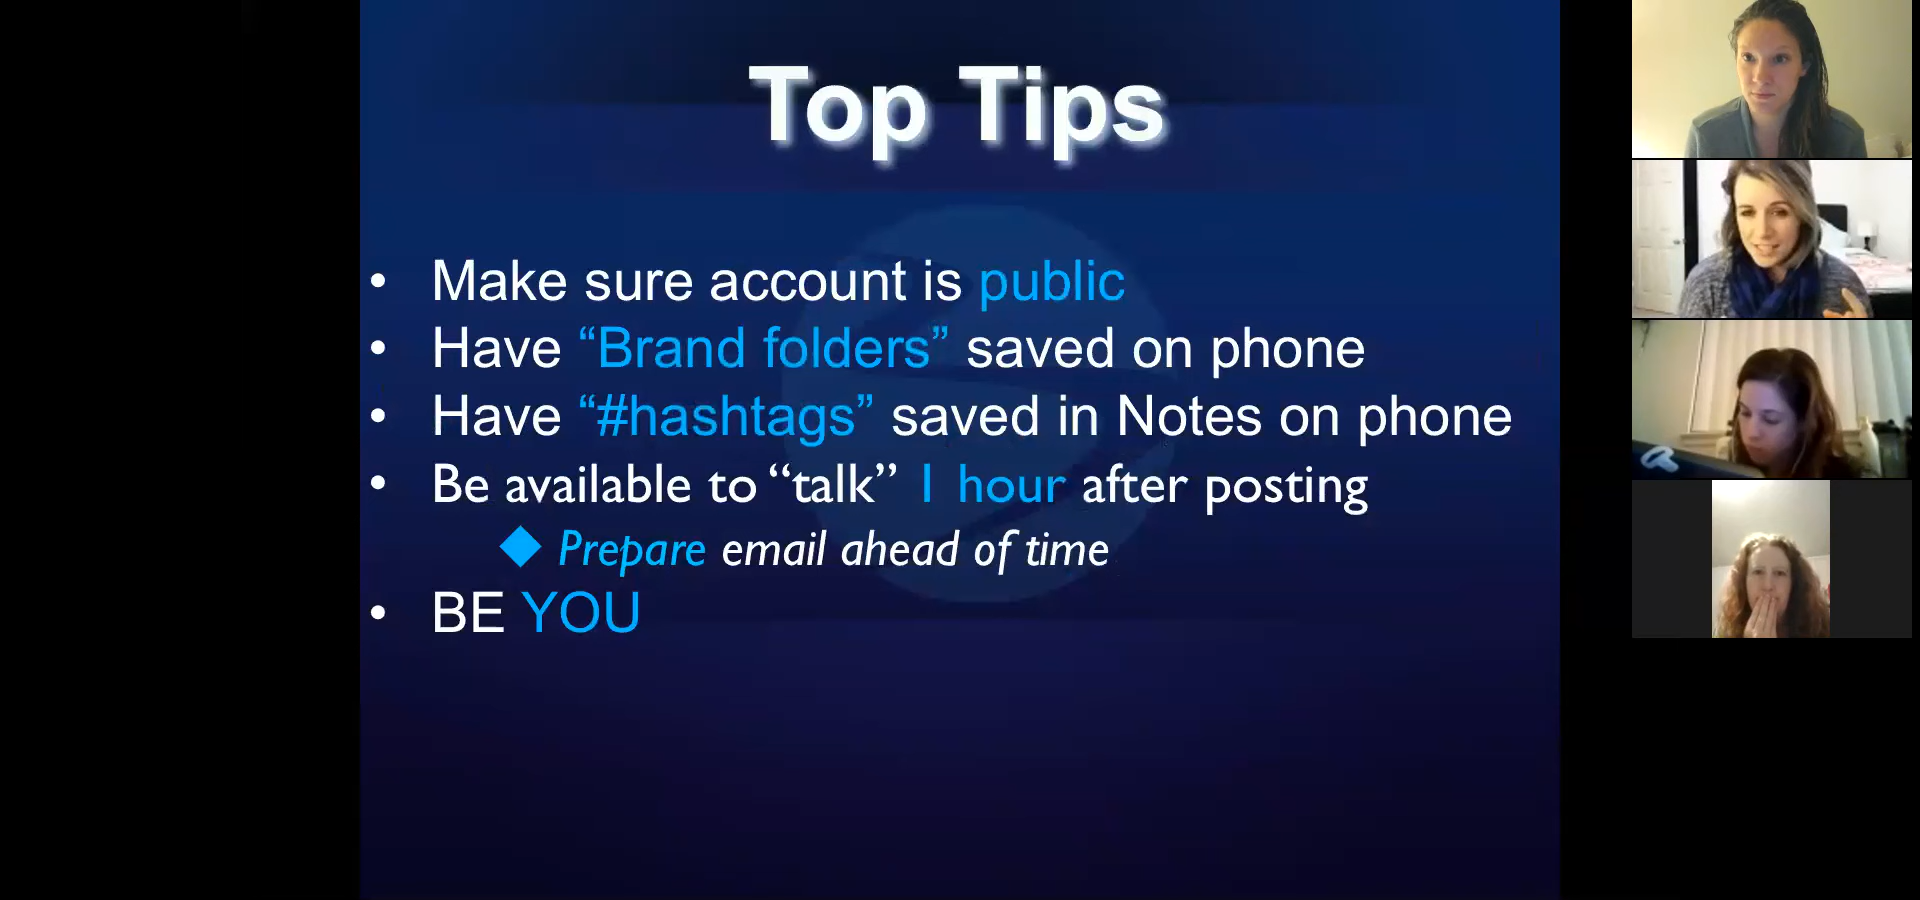 Top Tips
• Make sure account is public
• Have “Brand folders” saved on phone
• Have “#hashtags” saved in Notes on phone
• Be available to “talk” 1 hour after posting
◆ Prepare email ahead of time
• BE YOU